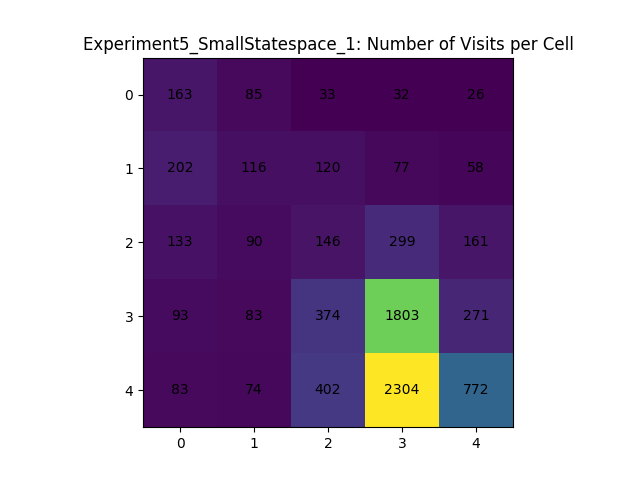 Experiment5_SmallStatespace_1: Number of Visits per Cell
0 163 85 33 32 26
1 202 116 120 77 58
2 133 90 146 299 161
3 93 83 374 1803 271
4 83 74 402 2304 772
0 1 2 3 4